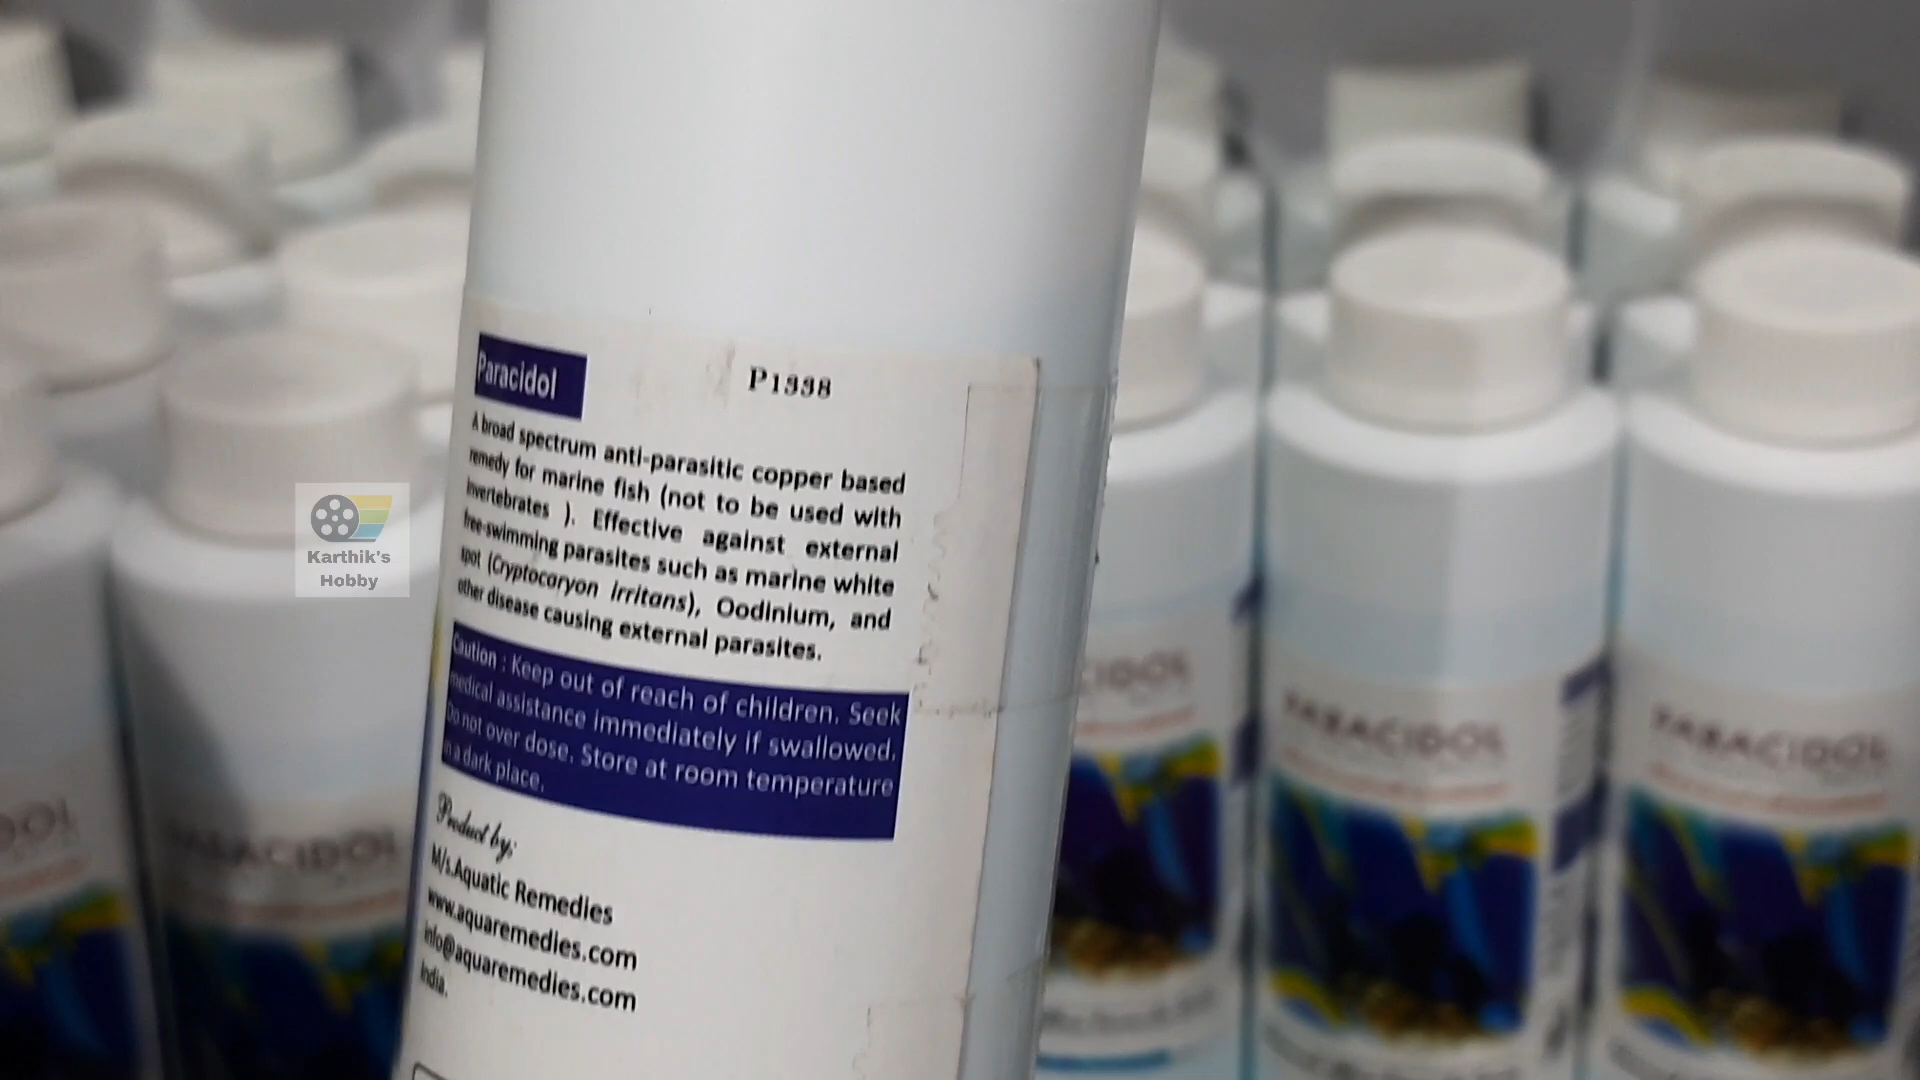 Paracidol
P1338
A broad spectrum anti-parasitic copper based
remedy for marine fish (not to be used with
invertebrates ). Effective against external
free-swimming parasites such as marine white
spot (Cryptocaryon irritans), Oodinium, and
other disease causing external parasites.
Caution : Keep out of reach of children. Seek
medical assistance immediately if swallowed.
Do not over dose. Store at room temperature
in a dark place.
Product by:
M/s.Aquatic Remedies
www.aquaremedies.com
info@aquaremedies.com
India.
Karthik's
Hobby
PARACIDOL
PARACIDOL
PARACIDOL